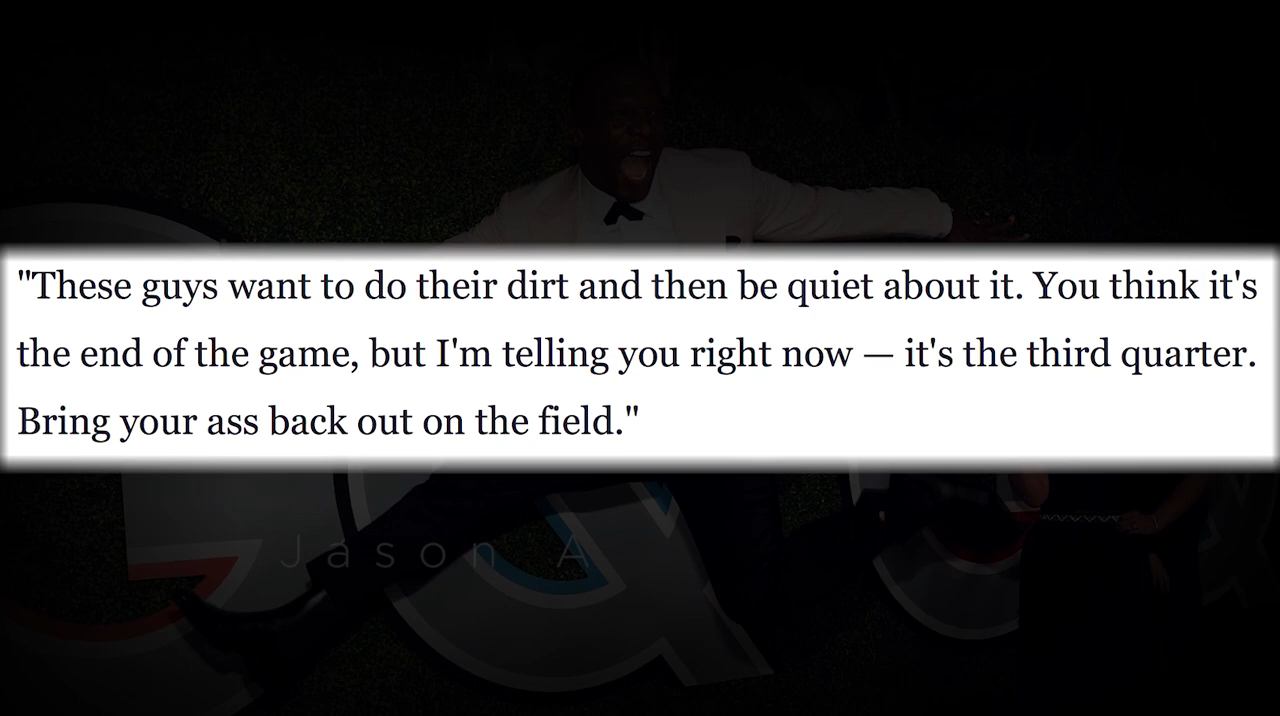 "These guys want to do their dirt and then be quiet about it. You think it's
the end of the game, but I'm telling you right now — it's the third quarter.
Bring your ass back out on the field."
Jason A